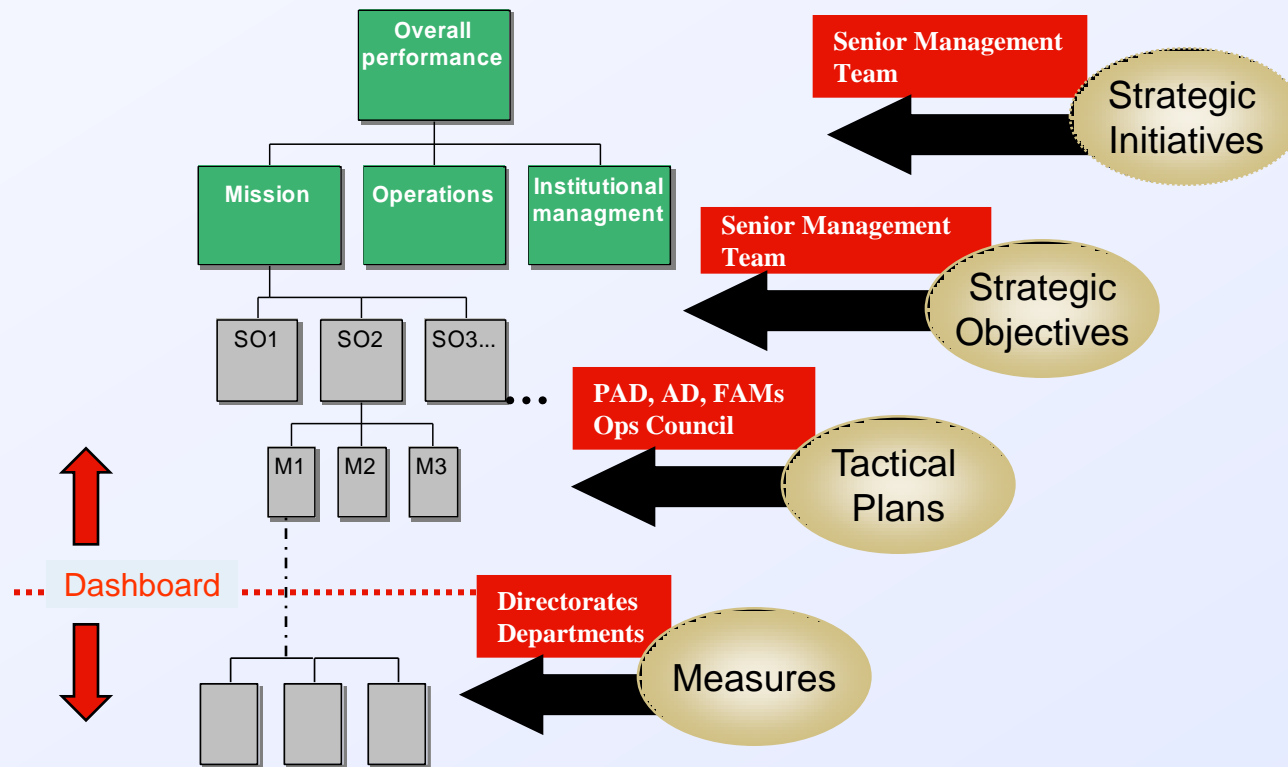 Overall
performance
Senior Management
Team
Strategic
Initiatives
Mission
Operations
Institutional
managment
Senior Management
Team
Strategic
Objectives
SO1
SO2
SO3...
...
PAD, AD, FAMs
Ops Council
Tactical
Plans
M1
M2
M3
Dashboard
Directorates
Departments
Measures